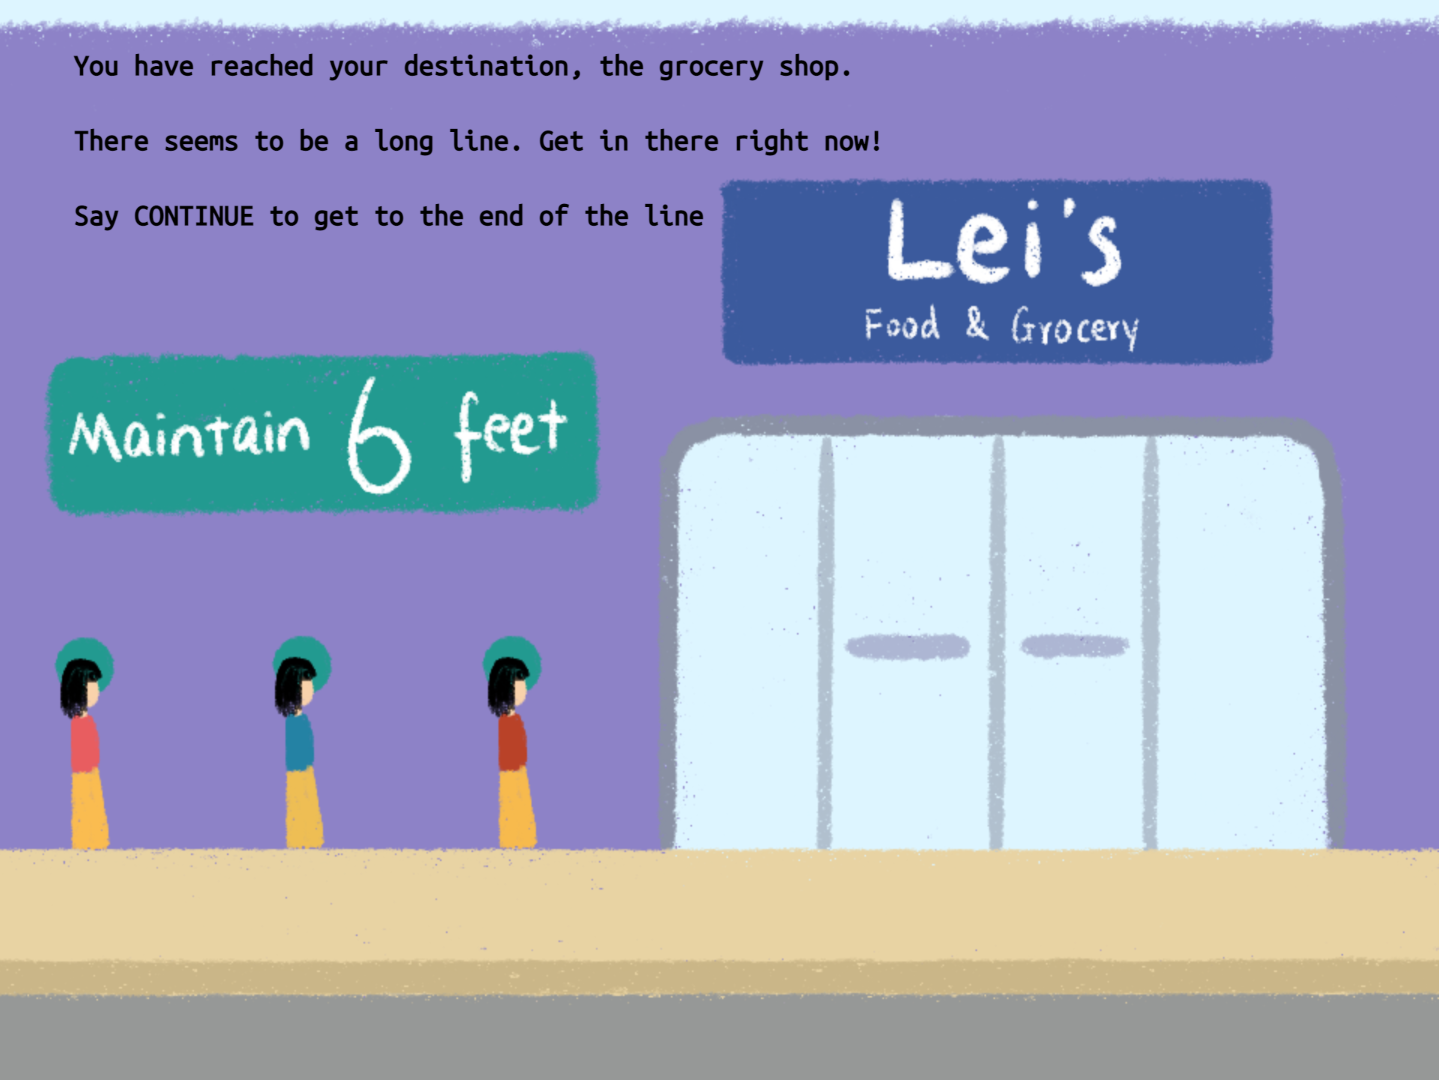 You have reached your destination, the grocery shop.
There seems to be a long line. Get in there right now!
Say CONTINUE to get to the end of the line
Lei's
Food & Grocery
Maintain 6 feet